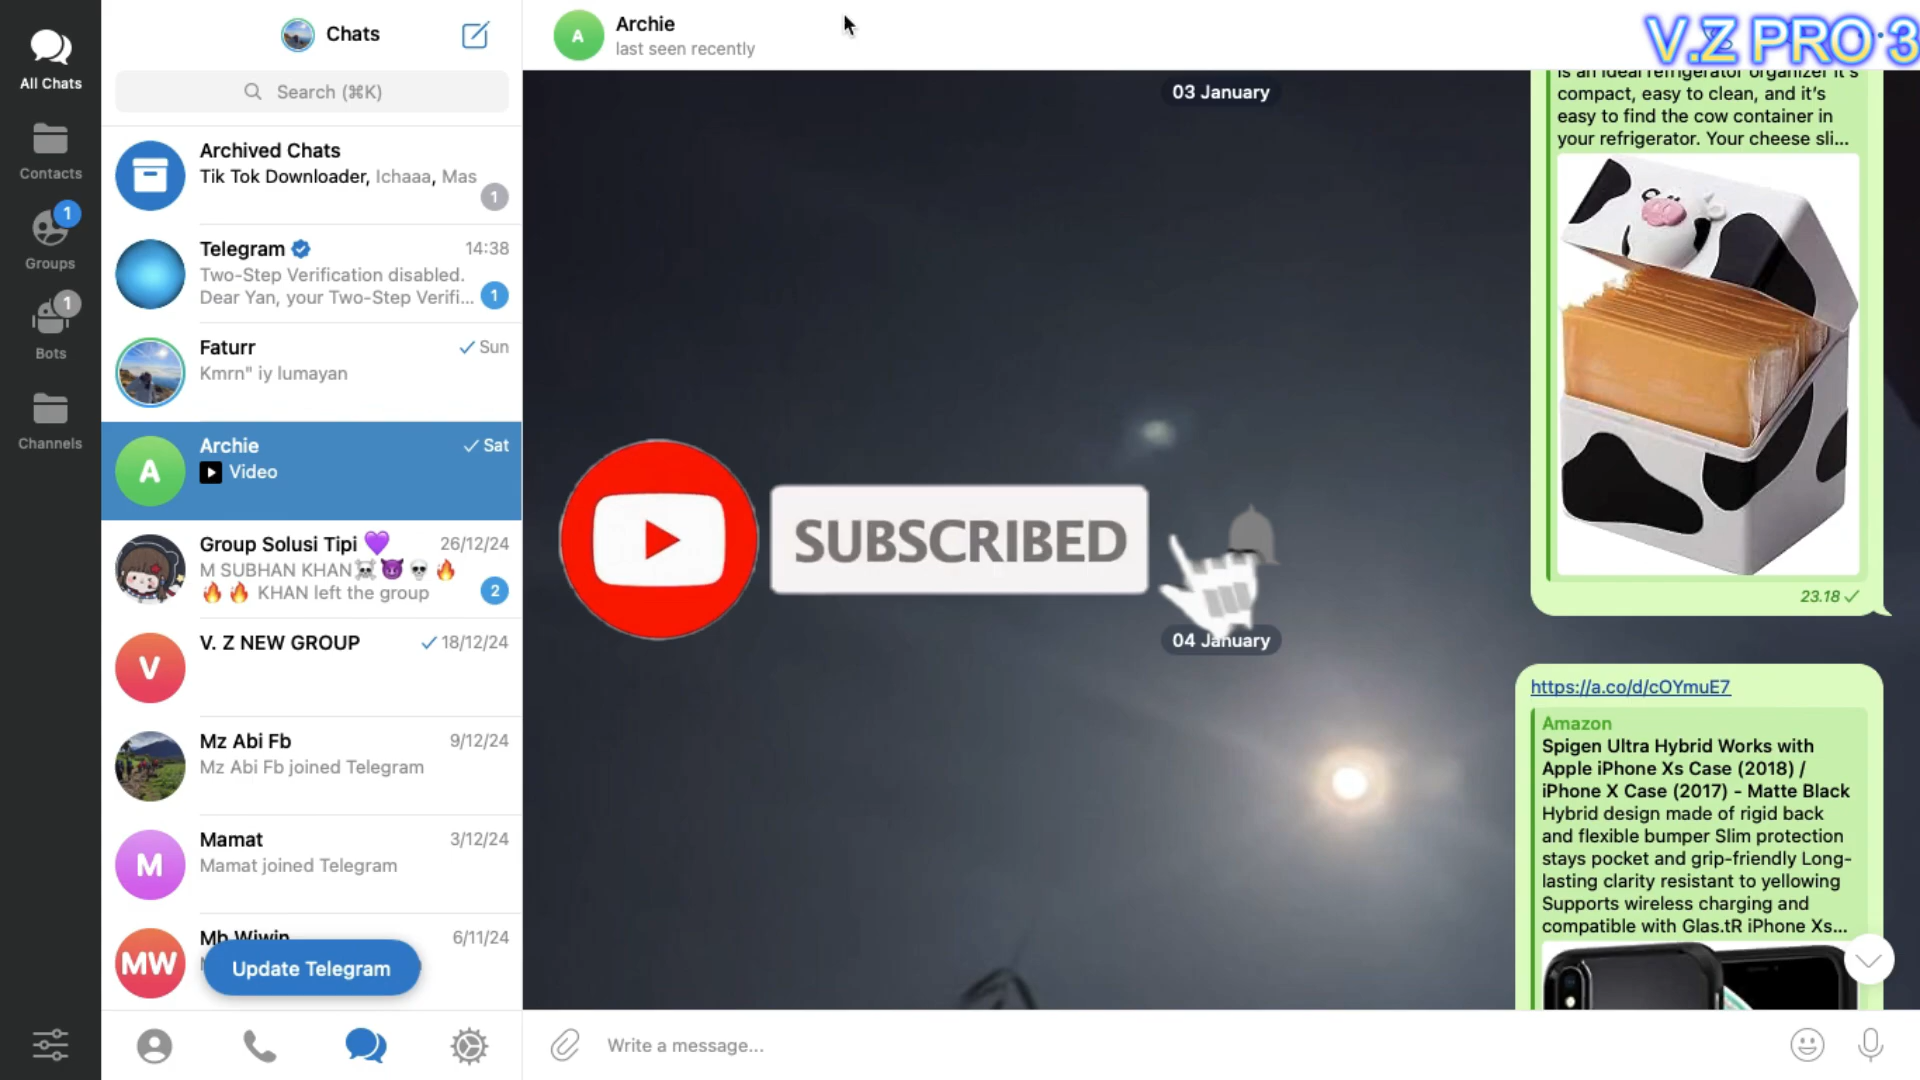 All Chats
Contacts
1
Groups
1
Bots
Channels
Chats
Search (⌘K)
Archived Chats
Tik Tok Downloader, Ichaaa, Mas
1
Telegram
14:38
Two-Step Verification disabled.
Dear Yan, your Two-Step Verifi...
1
Faturr
Sun
Kmrn" iy lumayan
A
Archie
Sat
Video
Group Solusi Tipi 💜
26/12/24
M SUBHAN KHAN☠😈💀🔥
🔥🔥 KHAN left the group
2
V
V. Z NEW GROUP
18/12/24
Mz Abi Fb
9/12/24
Mz Abi Fb joined Telegram
M
Mamat
3/12/24
Mamat joined Telegram
MW
Mb Wiwin
6/11/24
Update Telegram
A
Archie
last seen recently
V.Z PRO 3
03 January
is an ideal refrigerator organizer it's
compact, easy to clean, and it's
easy to find the cow container in
your refrigerator. Your cheese sli...
23.18
SUBSCRIBED
04 January
https://a.co/d/cOYmuE7
Amazon
Spigen Ultra Hybrid Works with
Apple iPhone Xs Case (2018) /
iPhone X Case (2017) - Matte Black
Hybrid design made of rigid back
and flexible bumper Slim protection
stays pocket and grip-friendly Long-
lasting clarity resistant to yellowing
Supports wireless charging and
compatible with Glas.tR iPhone Xs...
Write a message...